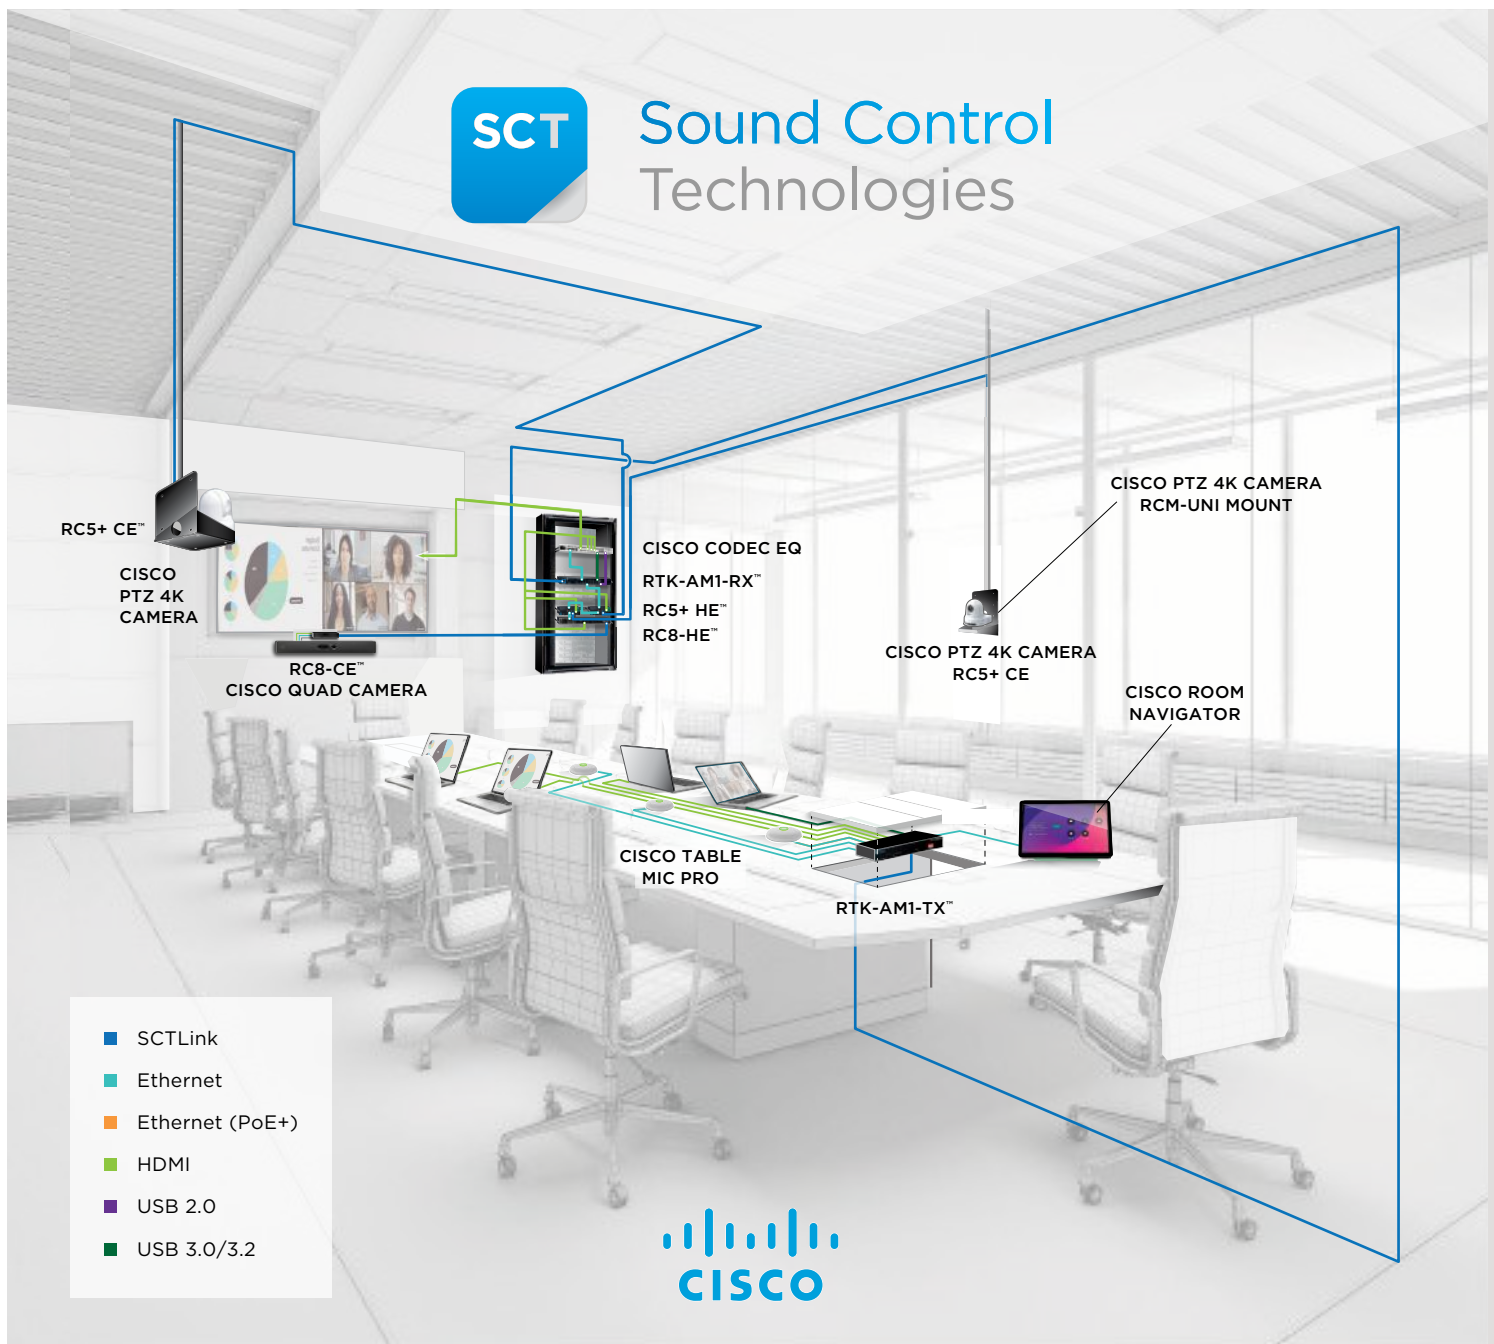 SCT
Sound Control
Technologies
RC5+ CE™
CISCO
PTZ 4K
CAMERA
RC8-CE™
CISCO QUAD CAMERA
CISCO CODEC EQ
RTK-AM1-RX™
RC5+ HE™
RC8-HE™
CISCO PTZ 4K CAMERA
RCM-UNI MOUNT
CISCO PTZ 4K CAMERA
RC5+ CE
CISCO ROOM
NAVIGATOR
CISCO TABLE
MIC PRO
RTK-AM1-TX™
SCTLink
Ethernet
Ethernet (PoE+)
HDMI
USB 2.0
USB 3.0/3.2
CISCO